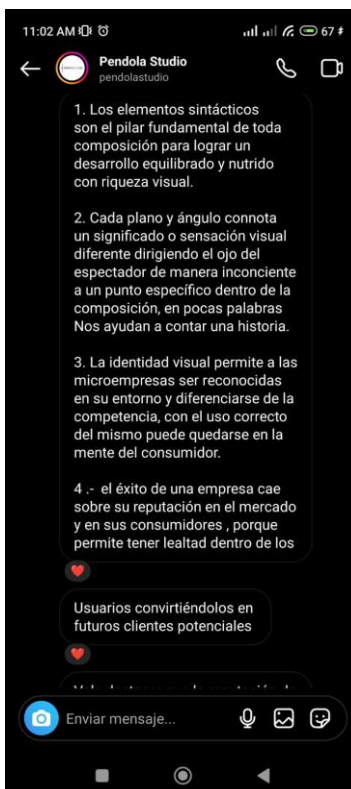 11:02 AM
67
Pendola Studio
pendolastudio
1. Los elementos sintácticos
son el pilar fundamental de toda
composición para lograr un
desarrollo equilibrado y nutrido
con riqueza visual.
2. Cada plano y ángulo connota
un significado o sensación visual
diferente dirigiendo el ojo del
espectador de manera inconciente
a un punto específico dentro de la
composición, en pocas palabras
Nos ayudan a contar una historia.
3. La identidad visual permite a las
microempresas ser reconocidas
en su entorno y diferenciarse de la
competencia, con el uso correcto
del mismo puede quedarse en la
mente del consumidor.
4 .- el éxito de una empresa cae
sobre su reputación en el mercado
y en sus consumidores , porque
permite tener lealtad dentro de los
Usuarios convirtiéndolos en
futuros clientes potenciales
Enviar mensaje...